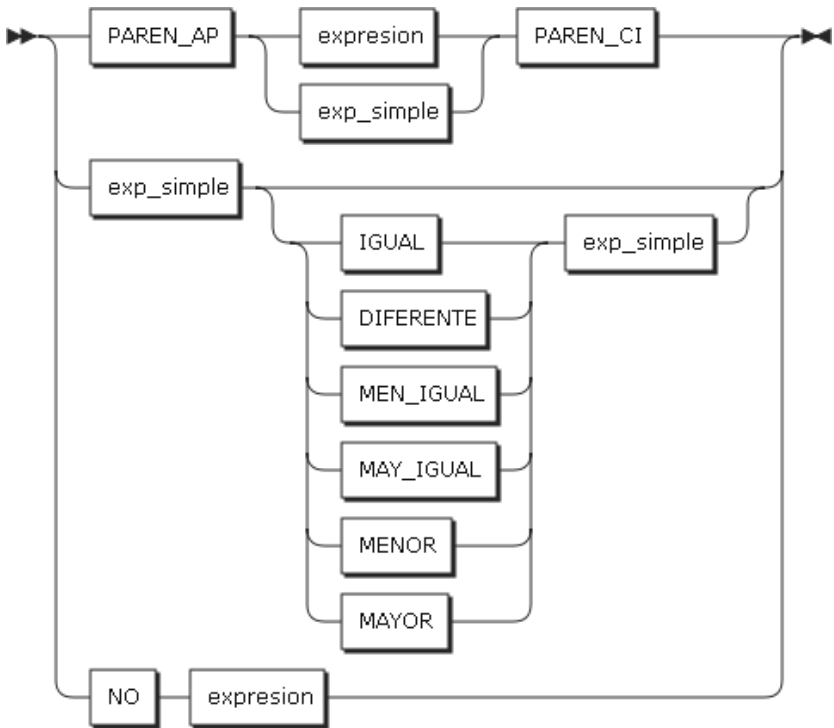 PAREN_AP expresion PAREN_CI
exp_simple
exp_simple
IGUAL exp_simple
DIFERENTE
MEN_IGUAL
MAY_IGUAL
MENOR
MAYOR
NO expresion